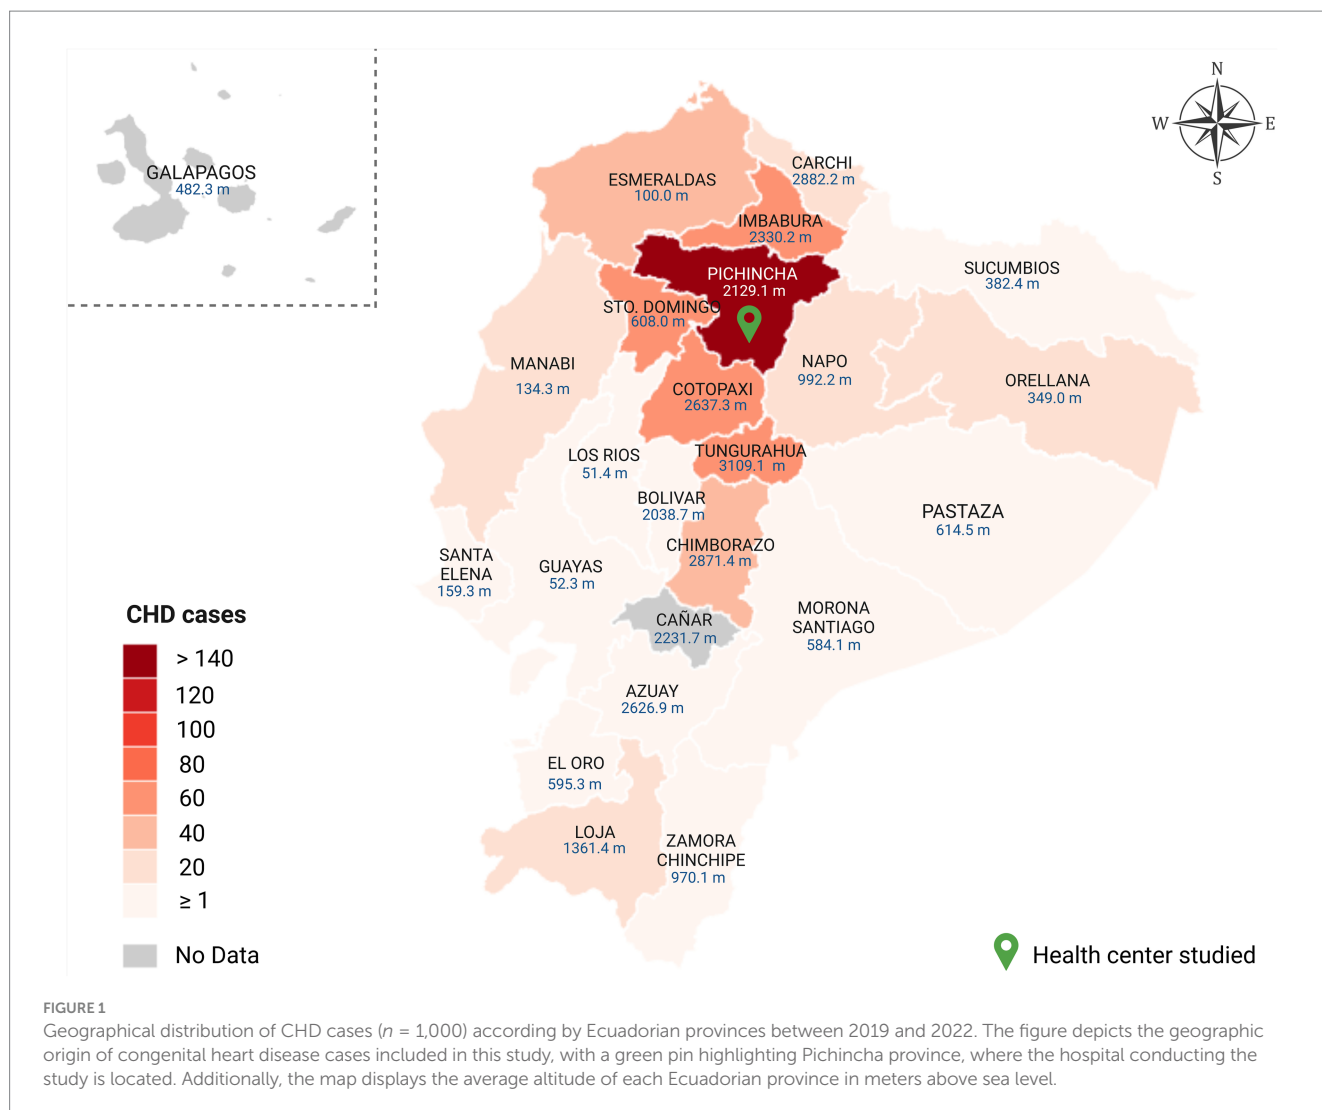 N
W
E
S
GALAPAGOS
482.3 m
ESMERALDAS
100.0 m
CARCHI
2882.2 m
IMBABURA
2330.2 m
PICHINCHA
2129.1 m
SUCUMBIOS
382.4 m
STO. DOMINGO
608.0 m
MANABI
134.3 m
COTOPAXI
2637.3 m
NAPO
992.2 m
ORELLANA
349.0 m
LOS RIOS
51.4 m
TUNGURAHUA
3109.1 m
BOLIVAR
2038.7 m
PASTAZA
614.5 m
CHIMBORAZO
2871.4 m
SANTA
ELENA
159.3 m
GUAYAS
52.3 m
CAÑAR
2231.7 m
MORONA
SANTIAGO
584.1 m
AZUAY
2626.9 m
EL ORO
595.3 m
LOJA
1361.4 m
ZAMORA
CHINCHIPE
970.1 m
CHD cases
> 140
120
100
80
60
40
20
≥ 1
No Data
Health center studied
FIGURE 1
Geographical distribution of CHD cases (n = 1,000) according by Ecuadorian provinces between 2019 and 2022. The figure depicts the geographic
origin of congenital heart disease cases included in this study, with a green pin highlighting Pichincha province, where the hospital conducting the
study is located. Additionally, the map displays the average altitude of each Ecuadorian province in meters above sea level.